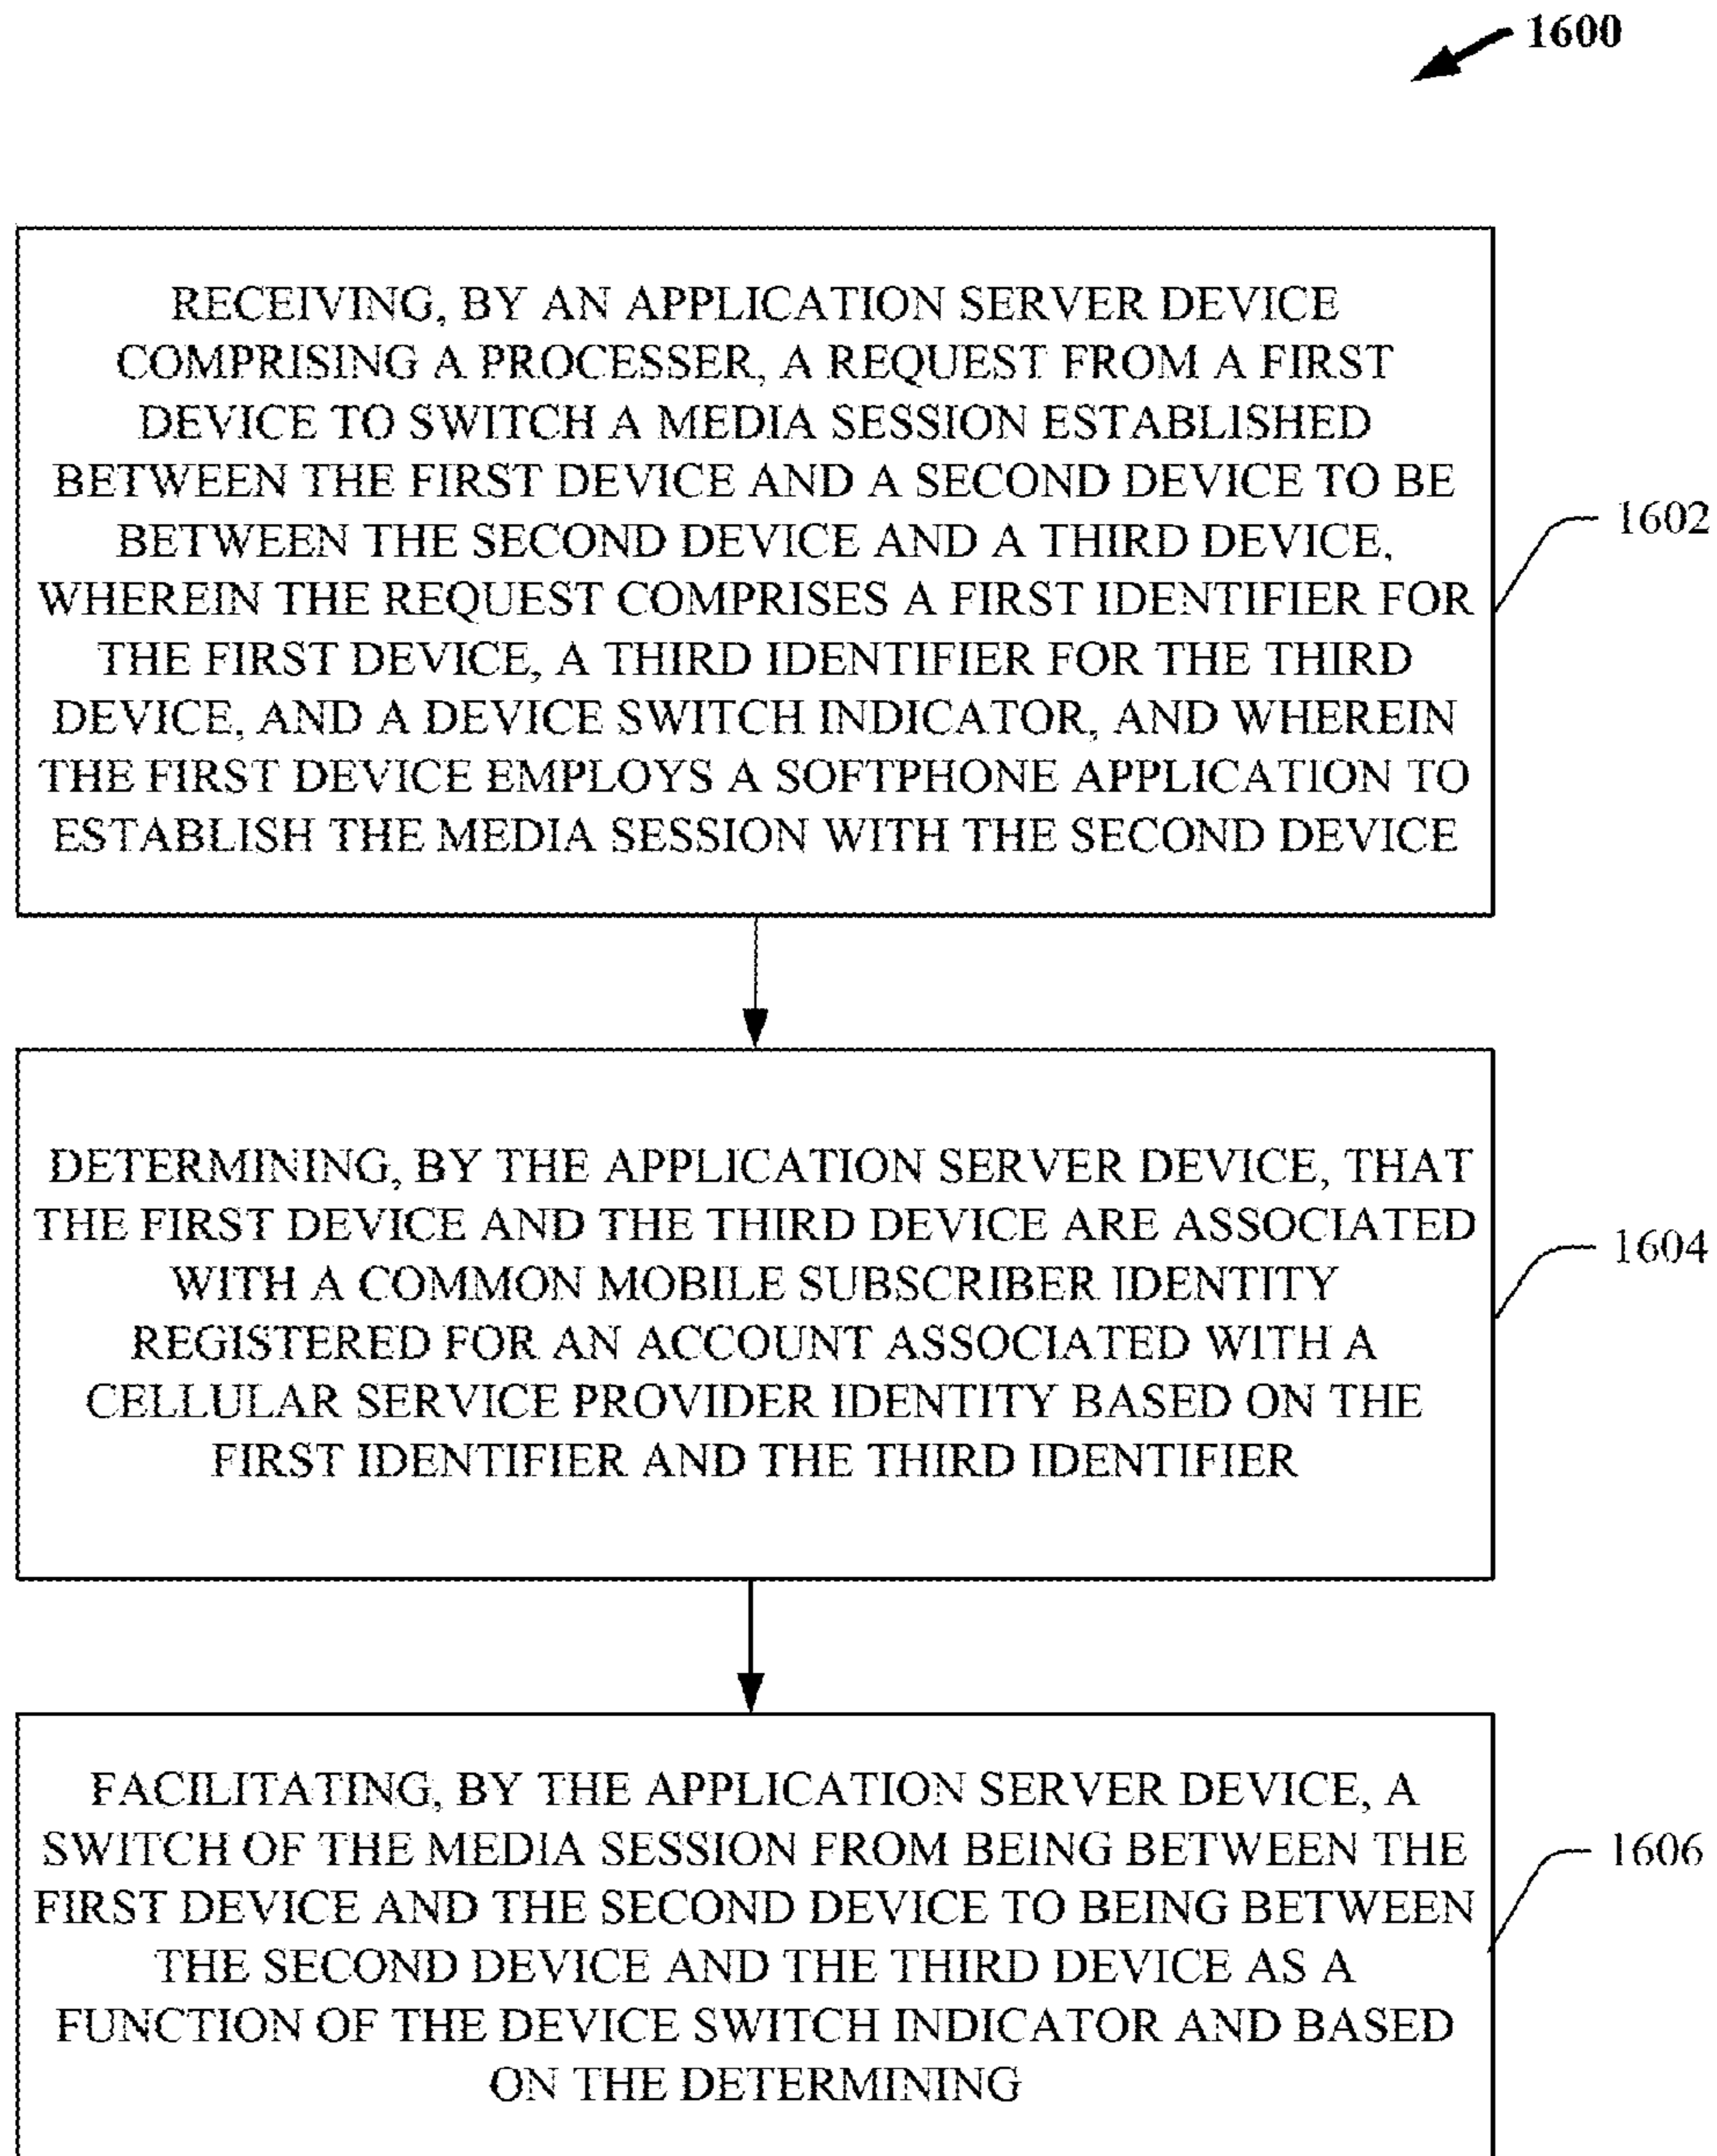 1600
RECEIVING, BY AN APPLICATION SERVER DEVICE
COMPRISING A PROCESSER, A REQUEST FROM A FIRST
DEVICE TO SWITCH A MEDIA SESSION ESTABLISHED
BETWEEN THE FIRST DEVICE AND A SECOND DEVICE TO BE
BETWEEN THE SECOND DEVICE AND A THIRD DEVICE,
WHEREIN THE REQUEST COMPRISES A FIRST IDENTIFIER FOR
THE FIRST DEVICE, A THIRD IDENTIFIER FOR THE THIRD
DEVICE, AND A DEVICE SWITCH INDICATOR, AND WHEREIN
THE FIRST DEVICE EMPLOYS A SOFTPHONE APPLICATION TO
ESTABLISH THE MEDIA SESSION WITH THE SECOND DEVICE
1602
DETERMINING, BY THE APPLICATION SERVER DEVICE, THAT
THE FIRST DEVICE AND THE THIRD DEVICE ARE ASSOCIATED
WITH A COMMON MOBILE SUBSCRIBER IDENTITY
REGISTERED FOR AN ACCOUNT ASSOCIATED WITH A
CELLULAR SERVICE PROVIDER IDENTITY BASED ON THE
FIRST IDENTIFIER AND THE THIRD IDENTIFIER
1604
FACILITATING, BY THE APPLICATION SERVER DEVICE, A
SWITCH OF THE MEDIA SESSION FROM BEING BETWEEN THE
FIRST DEVICE AND THE SECOND DEVICE TO BEING BETWEEN
THE SECOND DEVICE AND THE THIRD DEVICE AS A
FUNCTION OF THE DEVICE SWITCH INDICATOR AND BASED
ON THE DETERMINING
1606